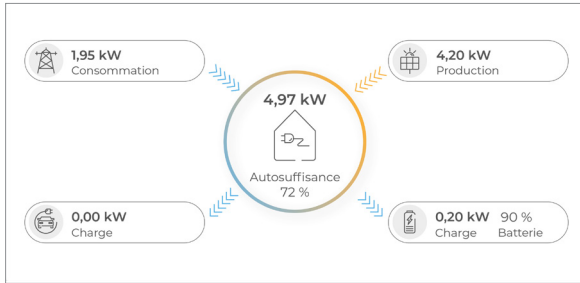 1,95 kW
Consommation
4,20 kW
Production
4,97 kW
Autosuffisance
72 %
0,00 kW
Charge
0,20 kW 90 %
Charge Batterie